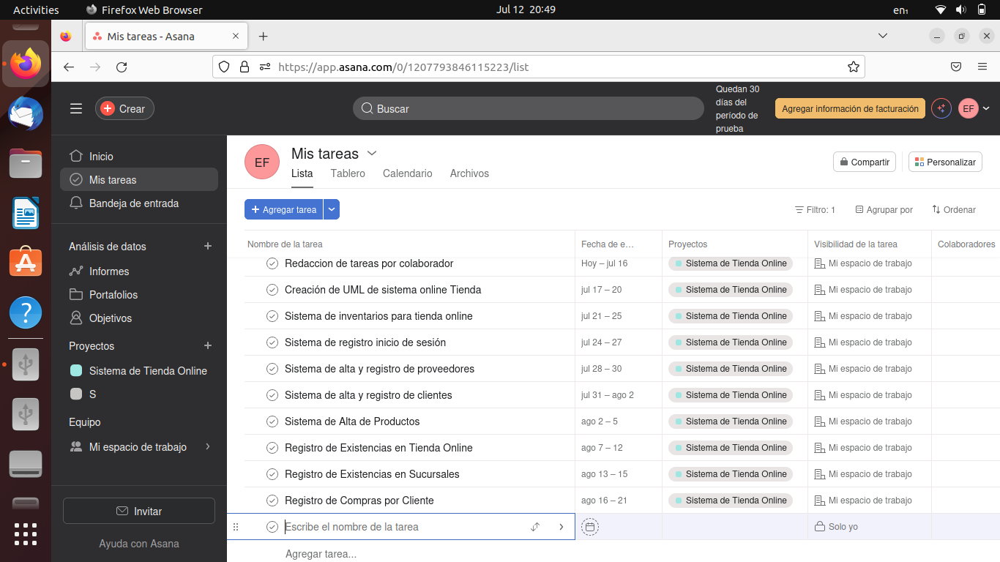 Activities Firefox Web Browser Jul 12 20:49 en₁
Mis tareas - Asana
https://app.asana.com/0/1207793846115223/list
Crear
Buscar
Quedan 30
días del
período de
prueba
Agregar información de facturación
EF
Inicio
Mis tareas
Bandeja de entrada
Análisis de datos
Informes
Portafolios
Objetivos
Proyectos
Sistema de Tienda Online
S
Equipo
Mi espacio de trabajo
Invitar
Ayuda con Asana
EF
Mis tareas
Lista Tablero Calendario Archivos
Compartir Personalizar
Agregar tarea
Filtro: 1 Agrupar por Ordenar
Nombre de la tarea Fecha de e… Proyectos Visibilidad de la tarea Colaboradores
Redaccion de tareas por colaborador Hoy – jul 16 Sistema de Tienda Online Mi espacio de trabajo
Creación de UML de sistema online Tienda jul 17 – 20 Sistema de Tienda Online Mi espacio de trabajo
Sistema de inventarios para tienda online jul 21 – 25 Sistema de Tienda Online Mi espacio de trabajo
Sistema de registro inicio de sesión jul 24 – 27 Sistema de Tienda Online Mi espacio de trabajo
Sistema de alta y registro de proveedores jul 28 – 30 Sistema de Tienda Online Mi espacio de trabajo
Sistema de alta y registro de clientes jul 31 – ago 2 Sistema de Tienda Online Mi espacio de trabajo
Sistema de Alta de Productos ago 2 – 5 Sistema de Tienda Online Mi espacio de trabajo
Registro de Existencias en Tienda Online ago 7 – 12 Sistema de Tienda Online Mi espacio de trabajo
Registro de Existencias en Sucursales ago 13 – 15 Sistema de Tienda Online Mi espacio de trabajo
Registro de Compras por Cliente ago 16 – 21 Sistema de Tienda Online Mi espacio de trabajo
Escribe el nombre de la tarea Solo yo
Agregar tarea...